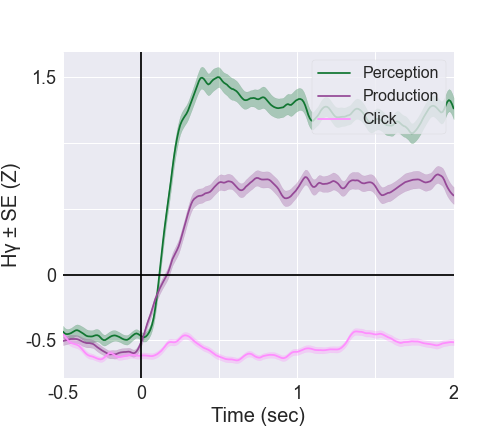 Perception
Production
Click
Hγ ± SE (Z)
1.5
0
-0.5
-0.5
0
1
2
Time (sec)